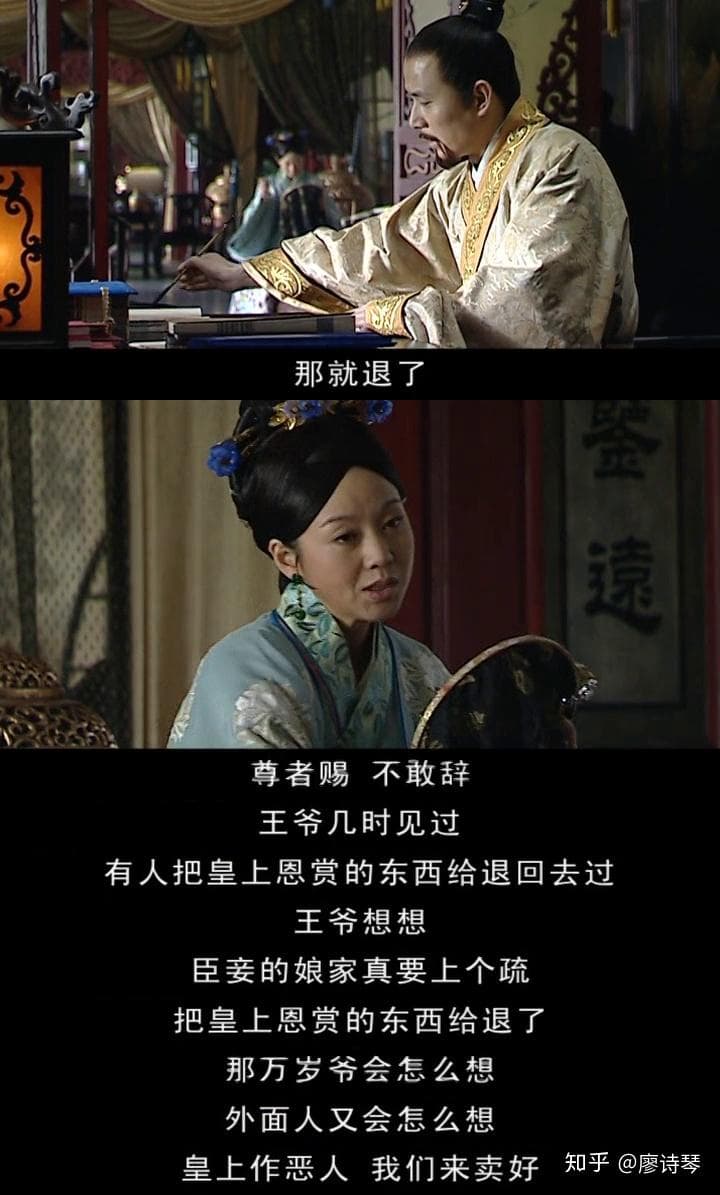 那就退了
鑒
遠
尊者赐 不敢辞
王爷几时见过
有人把皇上恩赏的东西给退回去过
王爷想想
臣妾的娘家真要上个疏
把皇上恩赏的东西给退了
那万岁爷会怎么想
外面人又会怎么想
皇上作恶人 我们来卖好
知乎 @廖诗琴